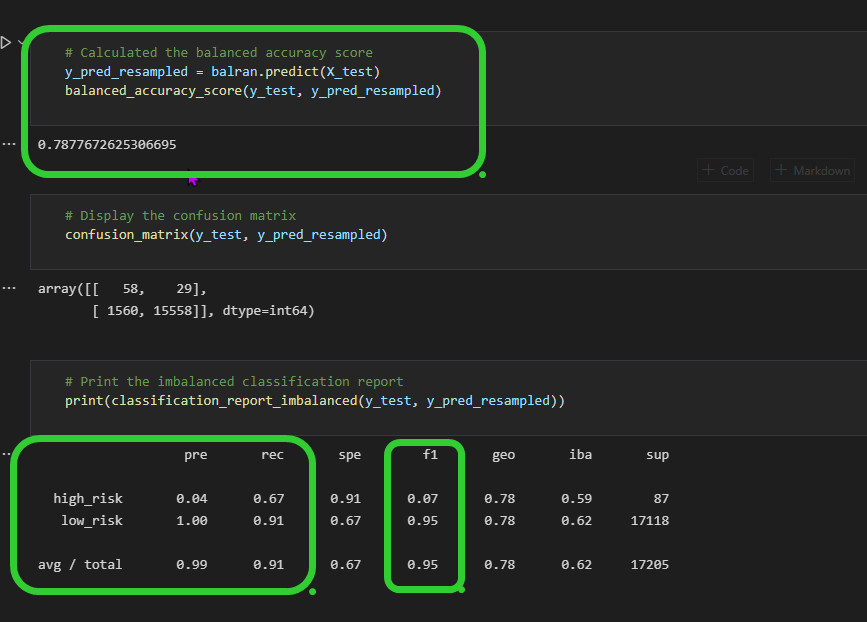 # Calculated the balanced accuracy score
y_pred_resampled = balran.predict(X_test)
balanced_accuracy_score(y_test, y_pred_resampled)
0.7877672625306695
+ Code + Markdown
# Display the confusion matrix
confusion_matrix(y_test, y_pred_resampled)
array([[   58,    29],
       [ 1560, 15558]], dtype=int64)
# Print the imbalanced classification report
print(classification_report_imbalanced(y_test, y_pred_resampled))
pre rec spe f1 geo iba sup
high_risk 0.04 0.67 0.91 0.07 0.78 0.59 87
low_risk 1.00 0.91 0.67 0.95 0.78 0.62 17118
avg / total 0.99 0.91 0.67 0.95 0.78 0.62 17205